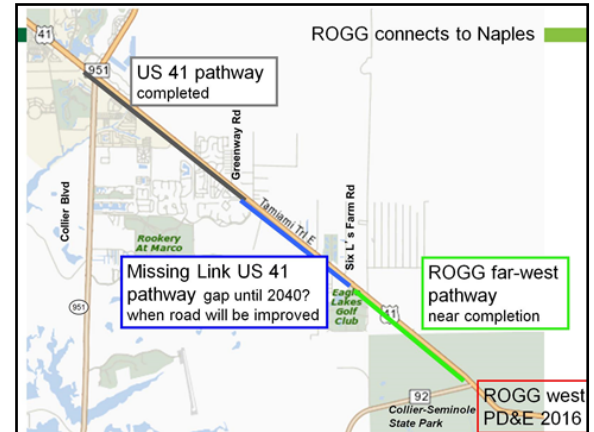 ROGG connects to Naples
41
951
US 41 pathway
completed
Greenway Rd
Collier Blvd
Tamiami Trl E
Six L's Farm Rd
Rookery
At Marco
Missing Link US 41
pathway gap until 2040?
when road will be improved
951
Eagle
Lakes
Golf
Club
ROGG far-west
pathway
near completion
41
92
Collier-Seminole
State Park
ROGG west
PD&E 2016